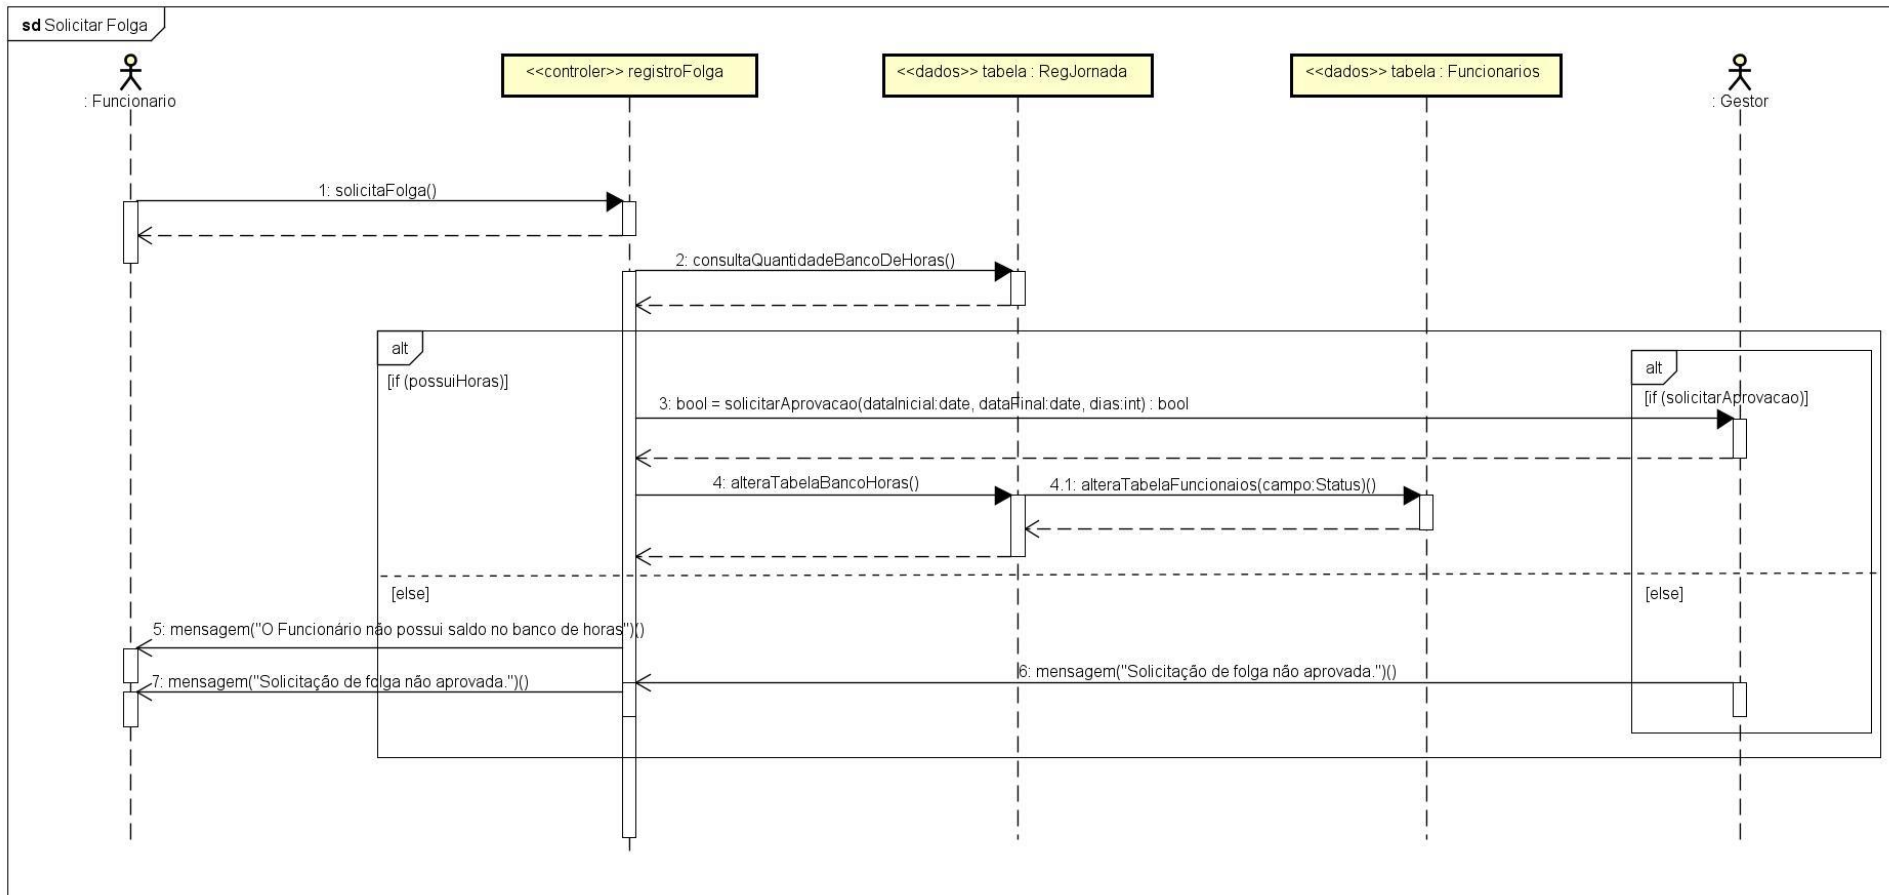 sd Solicitar Folga
: Funcionario
<<controler>> registroFolga
<<dados>> tabela : RegJornada
<<dados>> tabela : Funcionarios
: Gestor
1: solicitaFolga()
2: consultaQuantidadeBancoDeHoras()
alt
[if (possuiHoras)]
alt
[if (solicitarAprovacao)]
3: bool = solicitarAprovacao(dataInicial:date, dataFinal:date, dias:int) : bool
4: alteraTabelaBancoHoras()
4.1: alteraTabelaFuncionaios(campo:Status)()
[else]
[else]
5: mensagem("O Funcionário não possui saldo no banco de horas")()
6: mensagem("Solicitação de folga não aprovada.")()
7: mensagem("Solicitação de folga não aprovada.")()